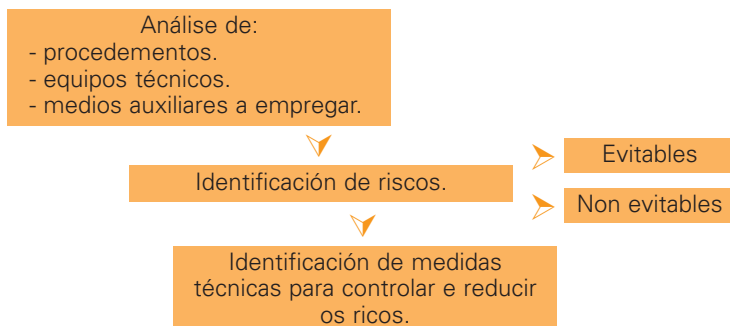 Análise de:
- procedementos.
- equipos técnicos.
- medios auxiliares a empregar.
Identificación de riscos.
Evitables
Non evitables
Identificación de medidas
técnicas para controlar e reducir
os ricos.